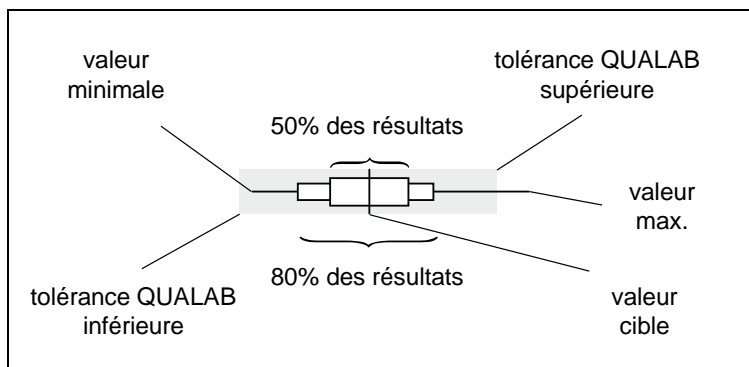 valeur
minimale
tolérance QUALAB
supérieure
50% des résultats
valeur
max.
80% des résultats
tolérance QUALAB
inférieure
valeur
cible